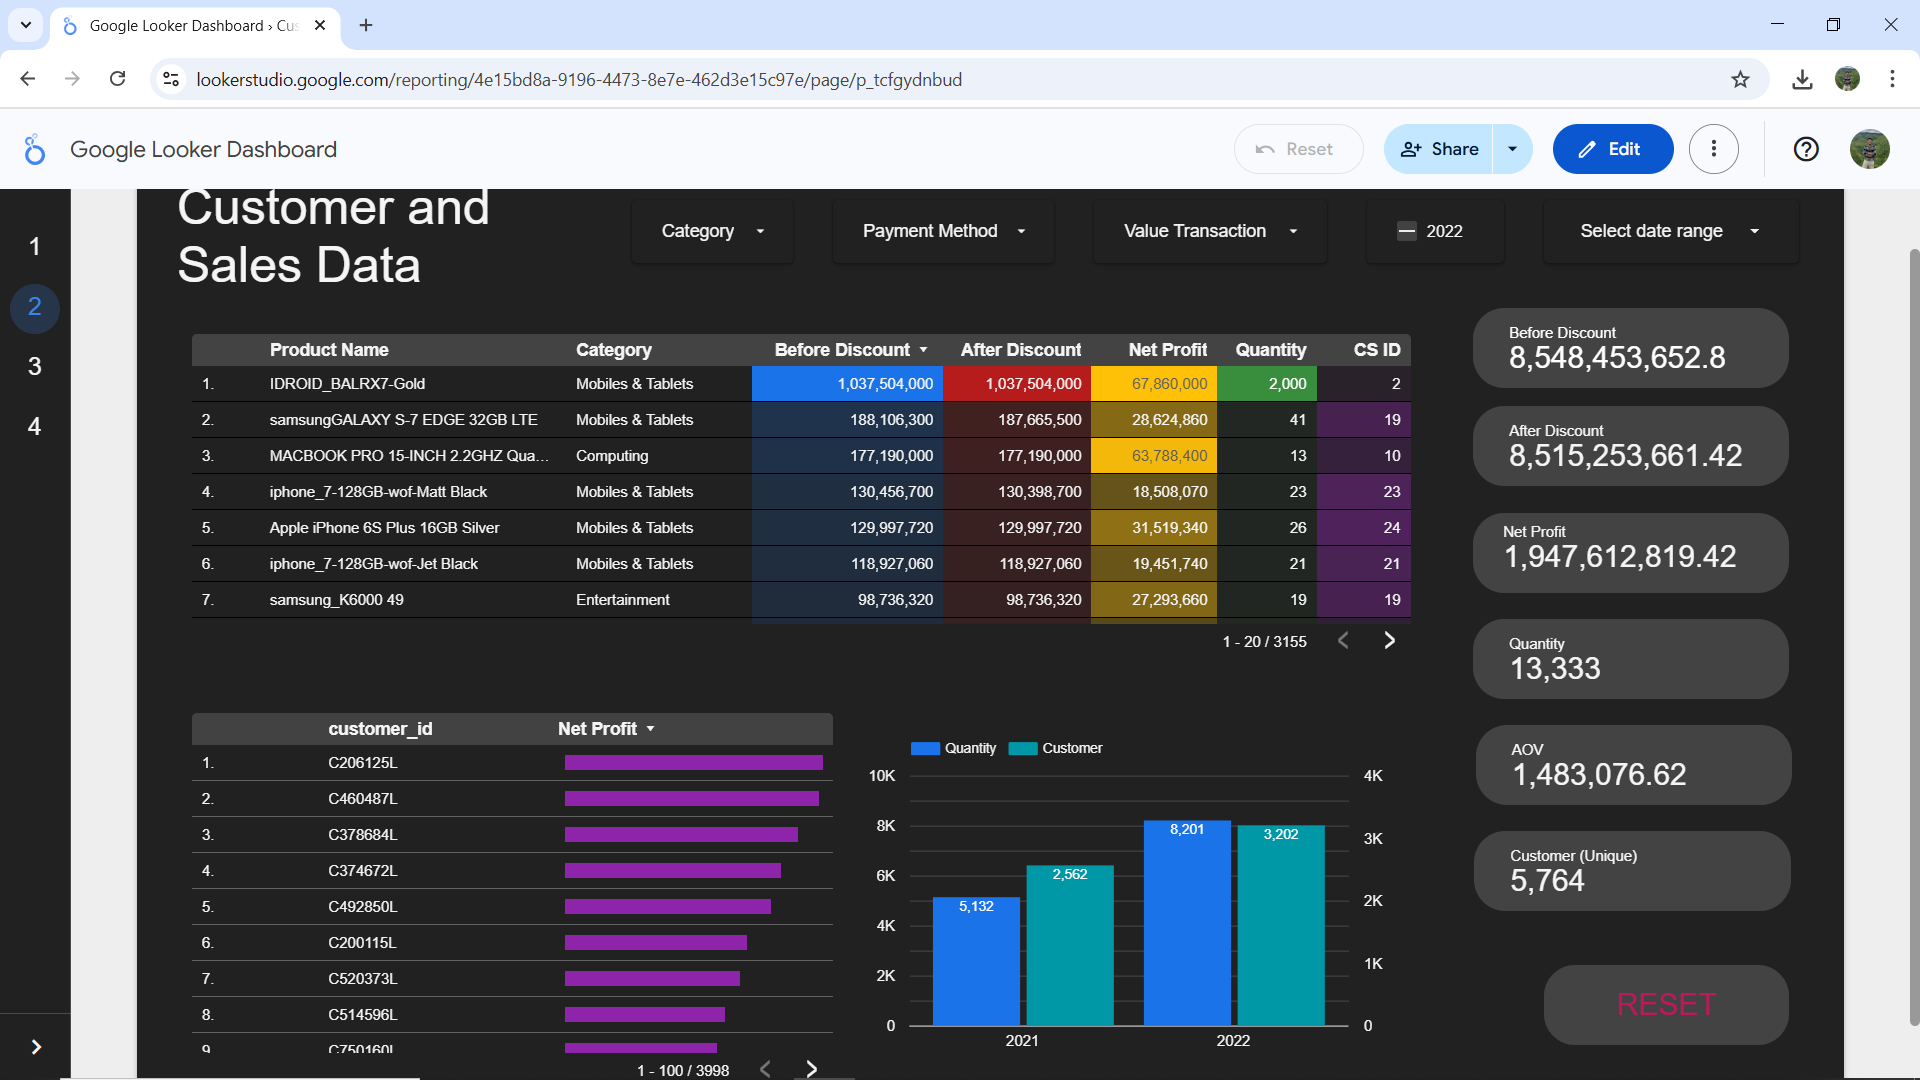 Google Looker Dashboard › Cus
lookerstudio.google.com/reporting/4e15bd8a-9196-4473-8e7e-462d3e15c97e/page/p_tcfgydnbud
Google Looker Dashboard
Reset
Share
Edit
1
2
3
4
Customer and
Sales Data
Category
Payment Method
Value Transaction
2022
Select date range
Product Name Category Before Discount After Discount Net Profit Quantity CS ID
1. IDROID_BALRX7-Gold Mobiles & Tablets 1,037,504,000 1,037,504,000 67,860,000 2,000 2
2. samsungGALAXY S-7 EDGE 32GB LTE Mobiles & Tablets 188,106,300 187,665,500 28,624,860 41 19
3. MACBOOK PRO 15-INCH 2.2GHZ Qua... Computing 177,190,000 177,190,000 63,788,400 13 10
4. iphone_7-128GB-wof-Matt Black Mobiles & Tablets 130,456,700 130,398,700 18,508,070 23 23
5. Apple iPhone 6S Plus 16GB Silver Mobiles & Tablets 129,997,720 129,997,720 31,519,340 26 24
6. iphone_7-128GB-wof-Jet Black Mobiles & Tablets 118,927,060 118,927,060 19,451,740 21 21
7. samsung_K6000 49 Entertainment 98,736,320 98,736,320 27,293,660 19 19
1 - 20 / 3155
Before Discount
8,548,453,652.8
After Discount
8,515,253,661.42
Net Profit
1,947,612,819.42
Quantity
13,333
AOV
1,483,076.62
Customer (Unique)
5,764
RESET
customer_id Net Profit
1. C206125L
2. C460487L
3. C378684L
4. C374672L
5. C492850L
6. C200115L
7. C520373L
8. C514596L
9. C750160L
1 - 100 / 3998
Quantity Customer
10K 4K
8K 8,201 3,202 3K
6K 2,562
5,132 2K
4K
2K 1K
0 0
2021 2022